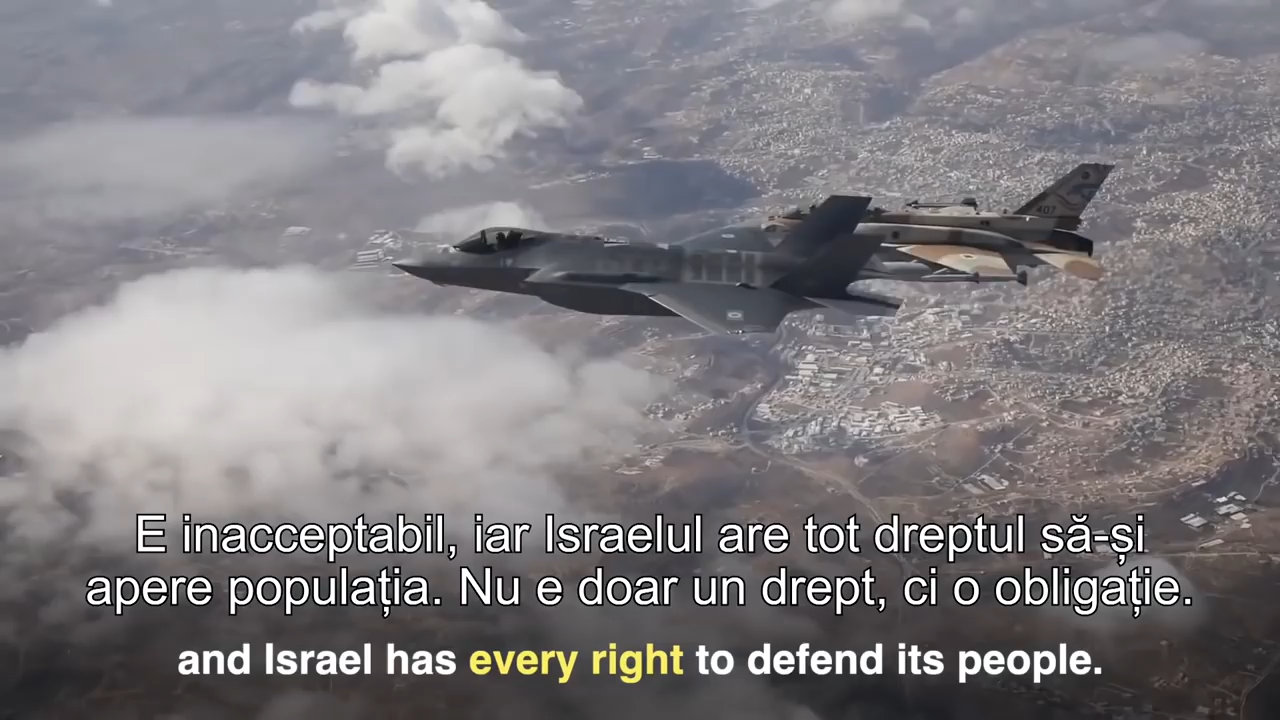 407
E inacceptabil, iar Israelul are tot dreptul să-și
apere populația. Nu e doar un drept, ci o obligație.
and Israel has every right to defend its people.